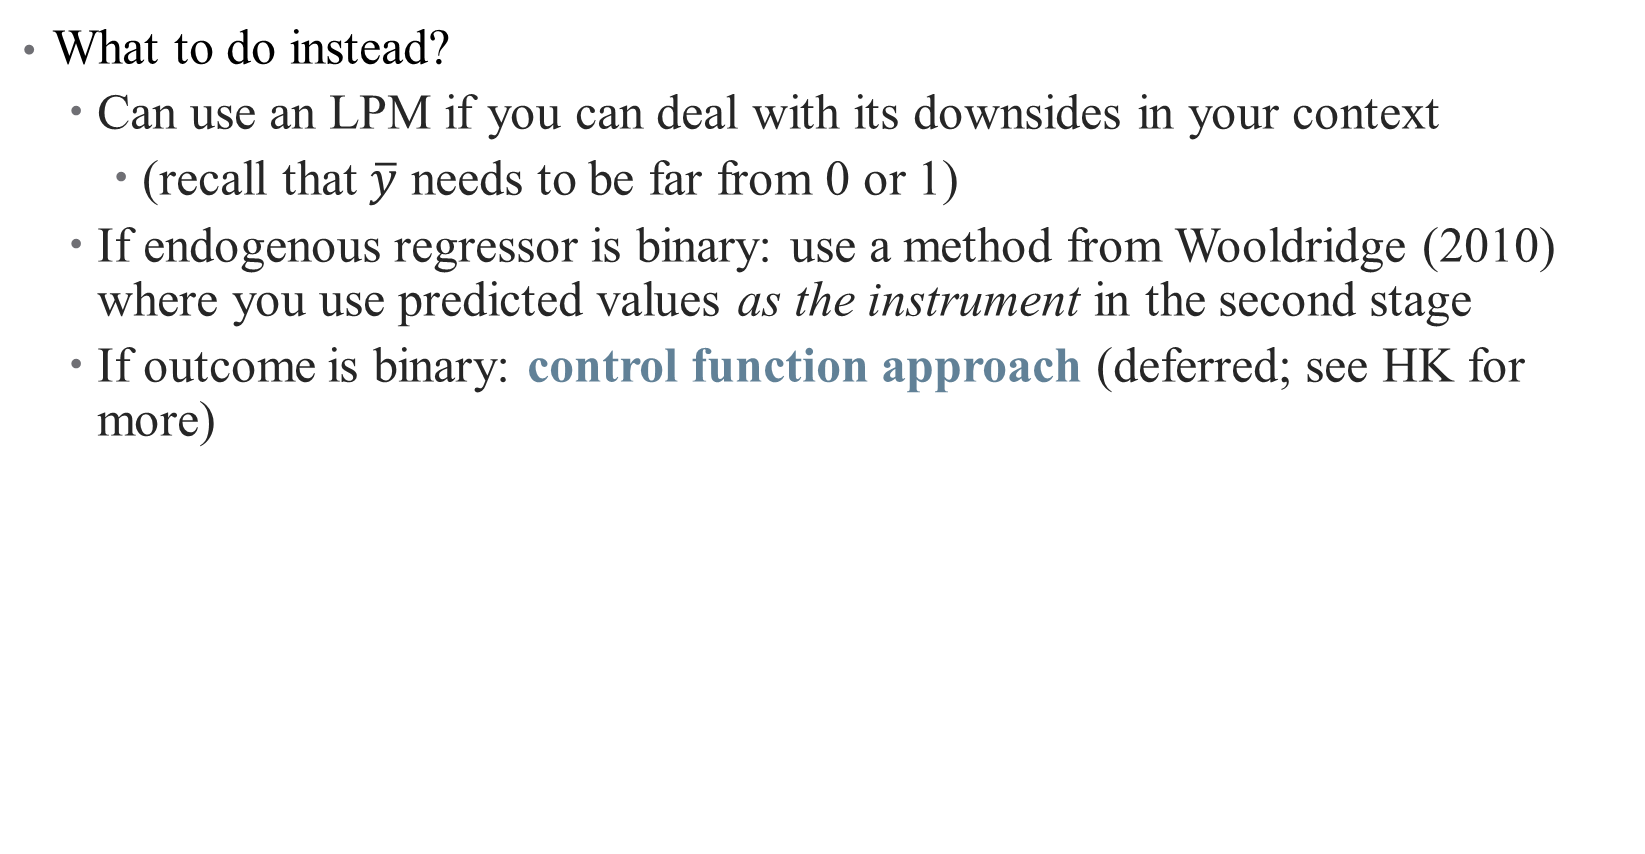 • What to do instead?
• Can use an LPM if you can deal with its downsides in your context
• (recall that ȳ needs to be far from 0 or 1)
• If endogenous regressor is binary: use a method from Wooldridge (2010)
where you use predicted values as the instrument in the second stage
• If outcome is binary: control function approach (deferred; see HK for
more)